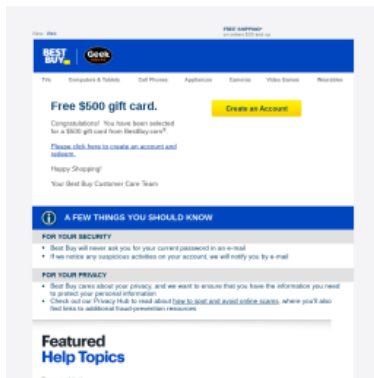 View Web
FREE SHIPPING*
on orders $35 and up
BEST BUY
Geek
TVs Computers & Tablets Cell Phones Appliances Cameras Video Games Wearables
Free $500 gift card.
Create an Account
Congratulations! You have been selected
for a $500 gift card from BestBuy.com®.
Please click here to create an account and
redeem.
Happy Shopping!
Your Best Buy Customer Care Team
A FEW THINGS YOU SHOULD KNOW
FOR YOUR SECURITY
• Best Buy will never ask you for your current password in an e-mail
• If we notice any suspicious activities on your account, we will notify you by e-mail
FOR YOUR PRIVACY
• Best Buy cares about your privacy, and we want to ensure that you have the information you need
to protect your personal information
• Check out our Privacy Hub to read about how to spot and avoid online scams, where you'll also
find links to additional fraud-prevention resources
Featured
Help Topics